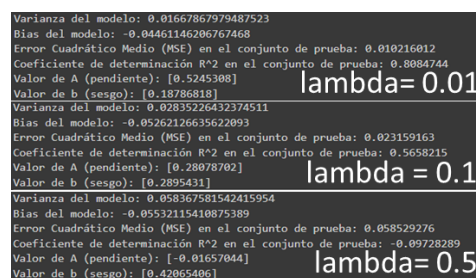 Varianza del modelo: 0.01667867979487523
Bias del modelo: -0.04461146206767468
Error Cuadrático Medio (MSE) en el conjunto de prueba: 0.010216012
Coeficiente de determinación R^2 en el conjunto de prueba: 0.8084744
Valor de A (pendiente): [0.5245308]
Valor de b (sesgo): [0.18786818]
lambda= 0.01
Varianza del modelo: 0.02835226432374511
Bias del modelo: -0.05262126635622093
Error Cuadrático Medio (MSE) en el conjunto de prueba: 0.023159163
Coeficiente de determinación R^2 en el conjunto de prueba: 0.5658215
Valor de A (pendiente): [0.28078702]
Valor de b (sesgo): [0.2895431]
lambda = 0.1
Varianza del modelo: 0.058367581542415954
Bias del modelo: -0.05532115410875389
Error Cuadrático Medio (MSE) en el conjunto de prueba: 0.058529276
Coeficiente de determinación R^2 en el conjunto de prueba: -0.09728289
Valor de A (pendiente): [-0.01657044]
Valor de b (sesgo): [0.42065406]
lambda= 0.5